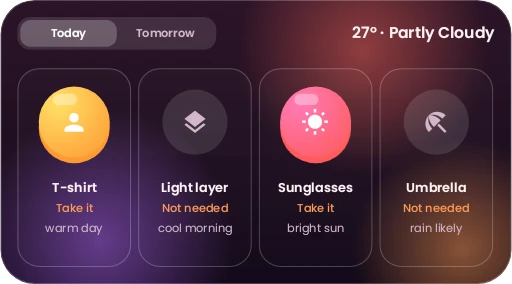 Today
Tomorrow
27° · Partly Cloudy
T-shirt
Take it
warm day
Light layer
Not needed
cool morning
Sunglasses
Take it
bright sun
Umbrella
Not needed
rain likely